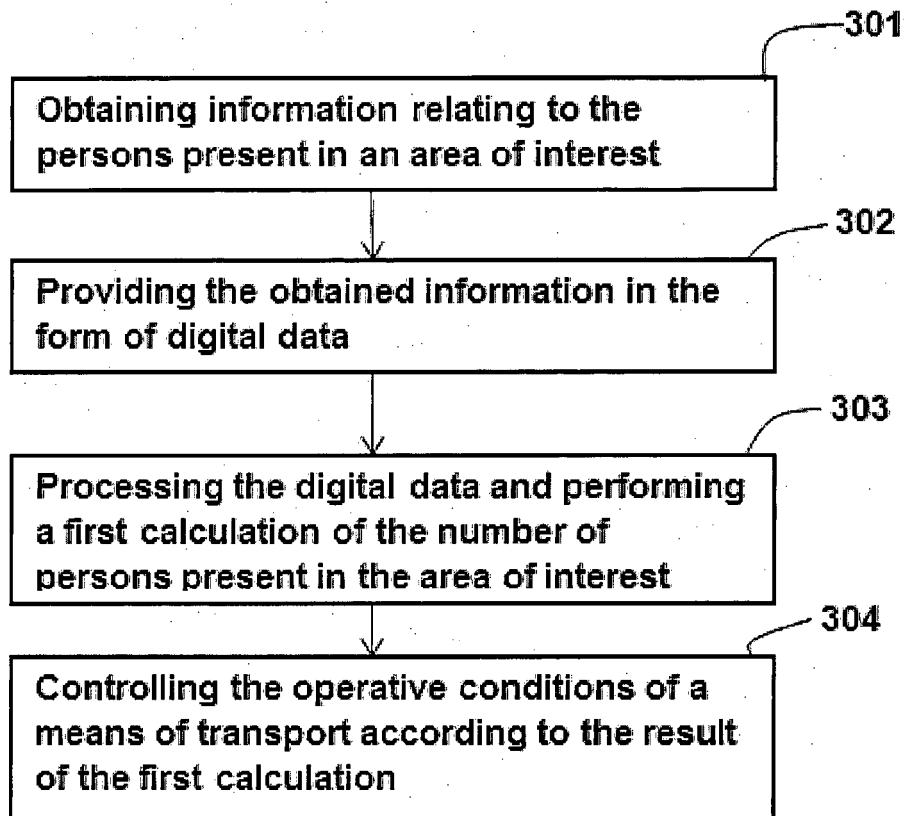 301
Obtaining information relating to the
persons present in an area of interest
302
Providing the obtained information in the
form of digital data
303
Processing the digital data and performing
a first calculation of the number of
persons present in the area of interest
304
Controlling the operative conditions of a
means of transport according to the result
of the first calculation